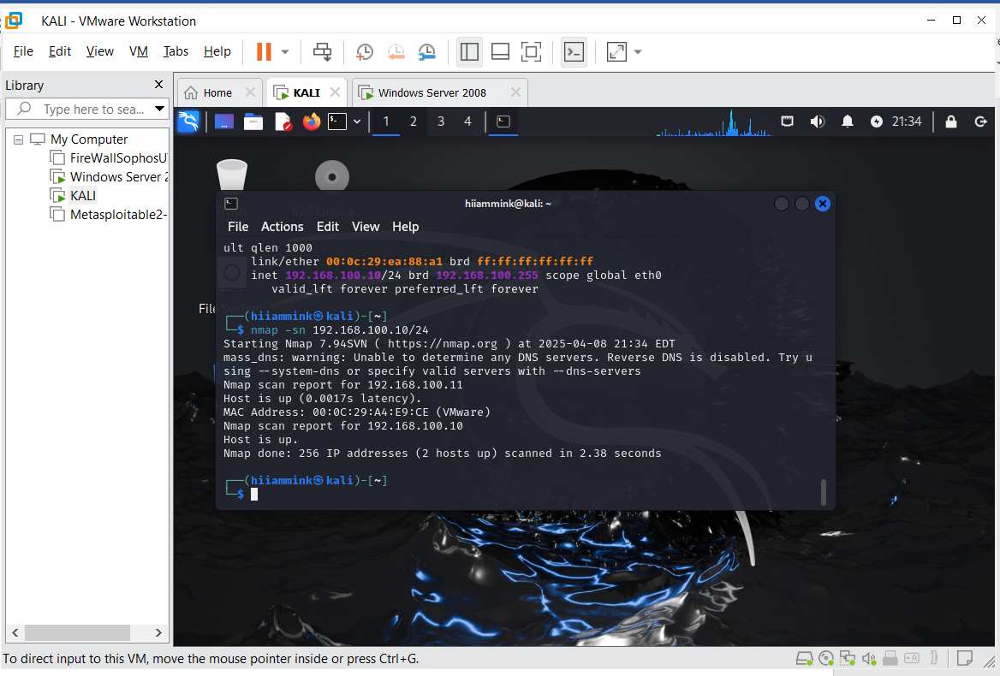 KALI - VMware Workstation
File Edit View VM Tabs Help
Library
Type here to sea...
My Computer
FireWallSophosU
Windows Server 2
KALI
Metasploitable2-
Home KALI Windows Server 2008
1 2 3 4 21:34
hiiammink@kali: ~
File Actions Edit View Help
ult qlen 1000
link/ether 00:0c:29:ea:88:a1 brd ff:ff:ff:ff:ff:ff
inet 192.168.100.10/24 brd 192.168.100.255 scope global eth0
valid_lft forever preferred_lft forever
┌──(hiiammink㉿kali)-[~]
└─$ nmap -sn 192.168.100.10/24
Starting Nmap 7.94SVN ( https://nmap.org ) at 2025-04-08 21:34 EDT
mass_dns: warning: Unable to determine any DNS servers. Reverse DNS is disabled. Try u
sing --system-dns or specify valid servers with --dns-servers
Nmap scan report for 192.168.100.11
Host is up (0.0017s latency).
MAC Address: 00:0C:29:A4:E9:CE (VMware)
Nmap scan report for 192.168.100.10
Host is up.
Nmap done: 256 IP addresses (2 hosts up) scanned in 2.38 seconds
┌──(hiiammink㉿kali)-[~]
└─$
File System
To direct input to this VM, move the mouse pointer inside or press Ctrl+G.